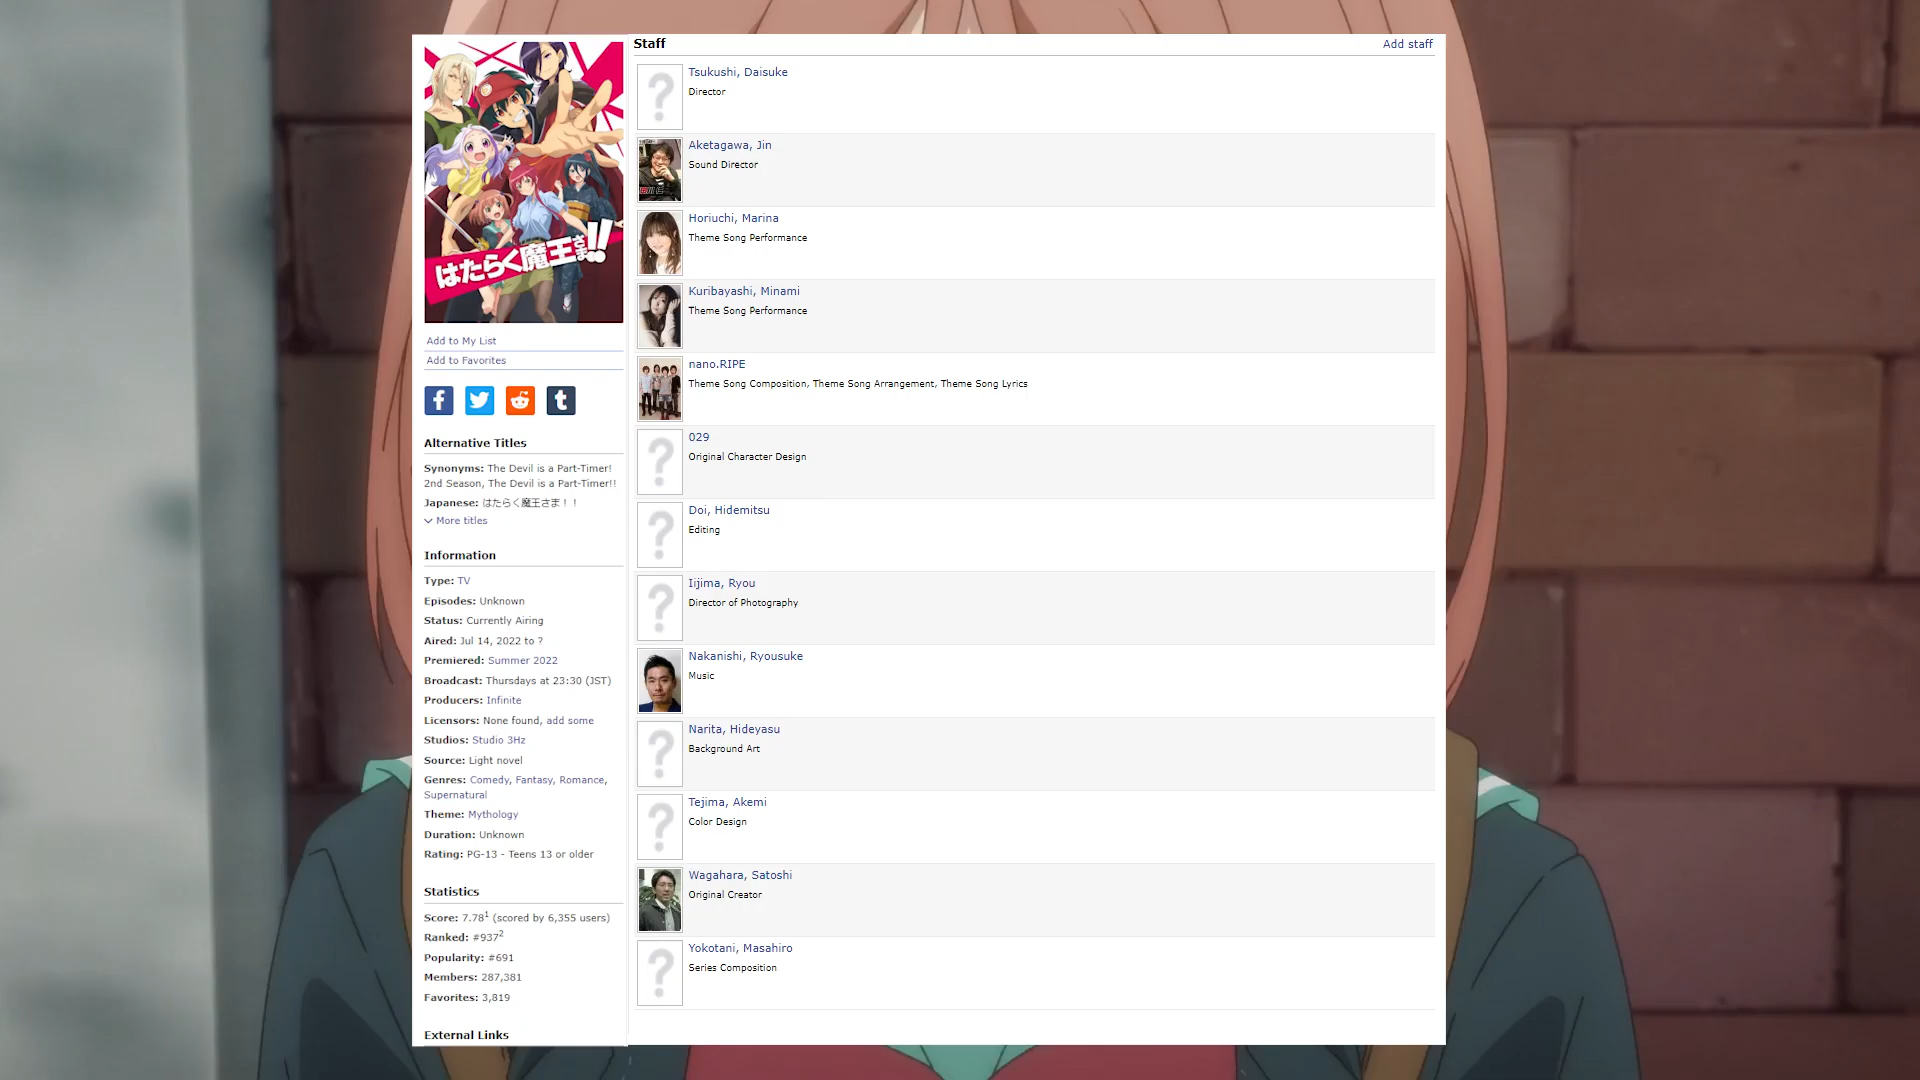 はたらく魔王さま!!
Add to My List
Add to Favorites
Alternative Titles
Synonyms: The Devil is a Part-Timer!
2nd Season, The Devil is a Part-Timer!!
Japanese: はたらく魔王さま！！
More titles
Information
Type: TV
Episodes: Unknown
Status: Currently Airing
Aired: Jul 14, 2022 to ?
Premiered: Summer 2022
Broadcast: Thursdays at 23:30 (JST)
Producers: Infinite
Licensors: None found, add some
Studios: Studio 3Hz
Source: Light novel
Genres: Comedy, Fantasy, Romance,
Supernatural
Theme: Mythology
Duration: Unknown
Rating: PG-13 - Teens 13 or older
Statistics
Score: 7.78¹ (scored by 6,355 users)
Ranked: #937²
Popularity: #691
Members: 287,381
Favorites: 3,819
External Links
Staff
Add staff
Tsukushi, Daisuke
Director
Aketagawa, Jin
Sound Director
Horiuchi, Marina
Theme Song Performance
Kuribayashi, Minami
Theme Song Performance
nano.RIPE
Theme Song Composition, Theme Song Arrangement, Theme Song Lyrics
029
Original Character Design
Doi, Hidemitsu
Editing
Iijima, Ryou
Director of Photography
Nakanishi, Ryousuke
Music
Narita, Hideyasu
Background Art
Tejima, Akemi
Color Design
Wagahara, Satoshi
Original Creator
Yokotani, Masahiro
Series Composition